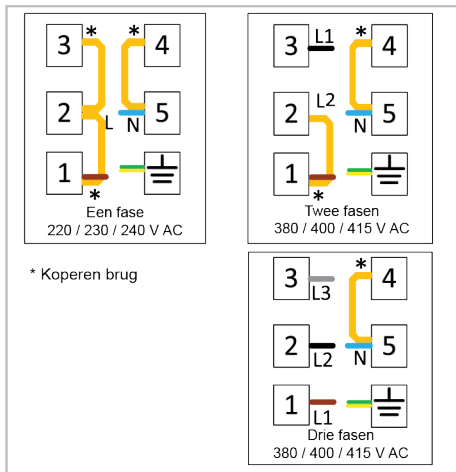 3 * * 4
2 L N 5
1 *
Een fase
220 / 230 / 240 V AC
3 L1 * 4
L2
2 N 5
1 *
Twee fasen
380 / 400 / 415 V AC
* Koperen brug
3 L3 * 4
2 L2 N 5
1 L1
Drie fasen
380 / 400 / 415 V AC